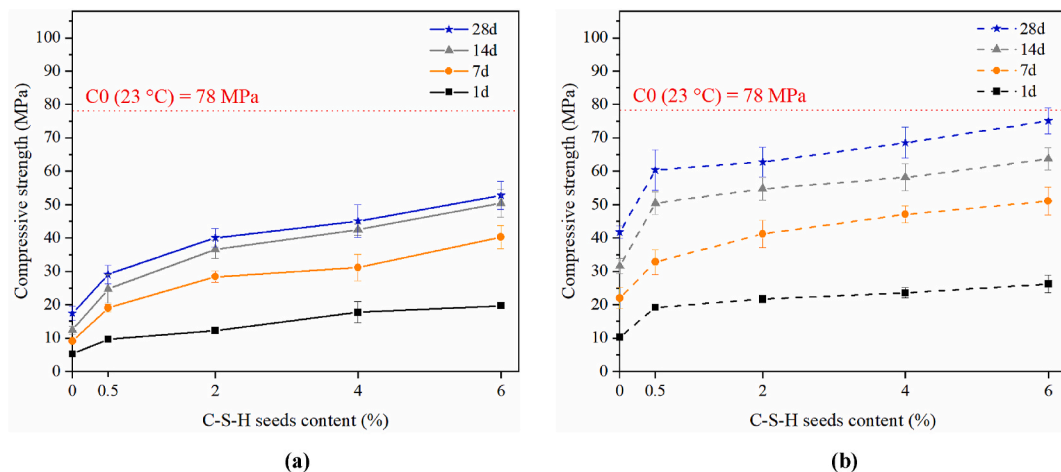 28d
14d
7d
1d
C0 (23 °C) = 78 MPa
Compressive strength (MPa)
100
90
80
70
60
50
40
30
20
10
0
0 0.5 2 4 6
C-S-H seeds content (%)
(a)
28d
14d
7d
1d
C0 (23 °C) = 78 MPa
Compressive strength (MPa)
100
90
80
70
60
50
40
30
20
10
0
0 0.5 2 4 6
C-S-H seeds content (%)
(b)